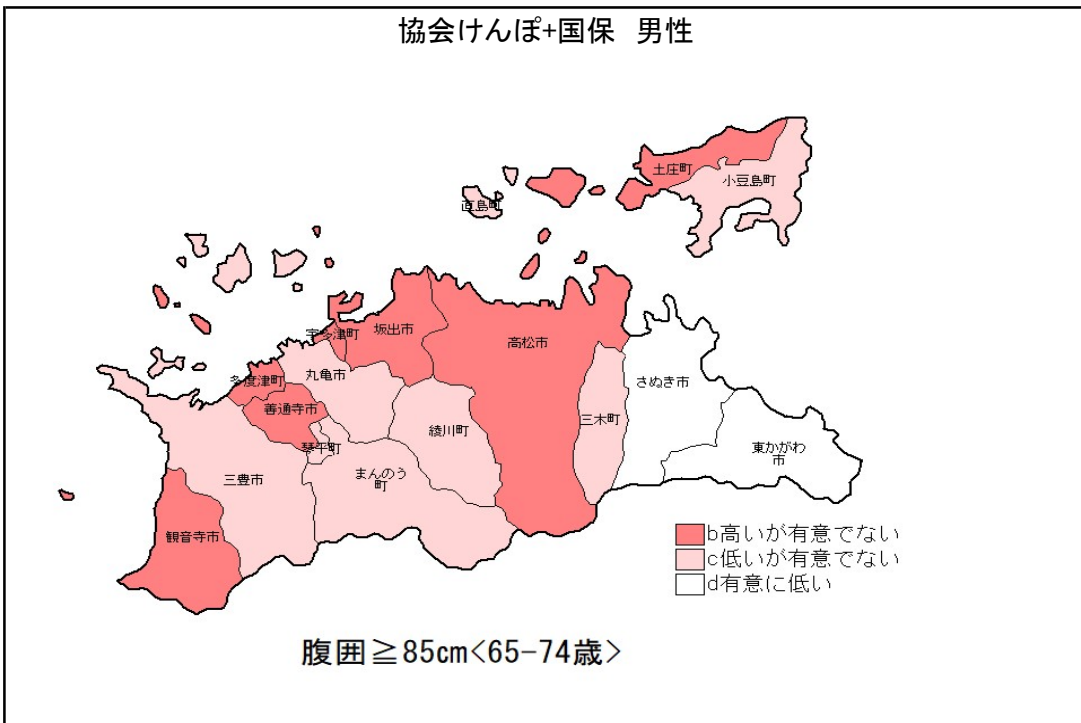 協会けんぽ+国保　男性
土庄町
小豆島町
直島町
宇多津町
坂出市
高松市
多度津町
丸亀市
さぬき市
善通寺市
三木町
綾川町
琴平町
東かがわ
市
三豊市
まんのう
町
観音寺市
b高いが有意でない
c低いが有意でない
d有意に低い
腹囲≧85cm<65-74歳>